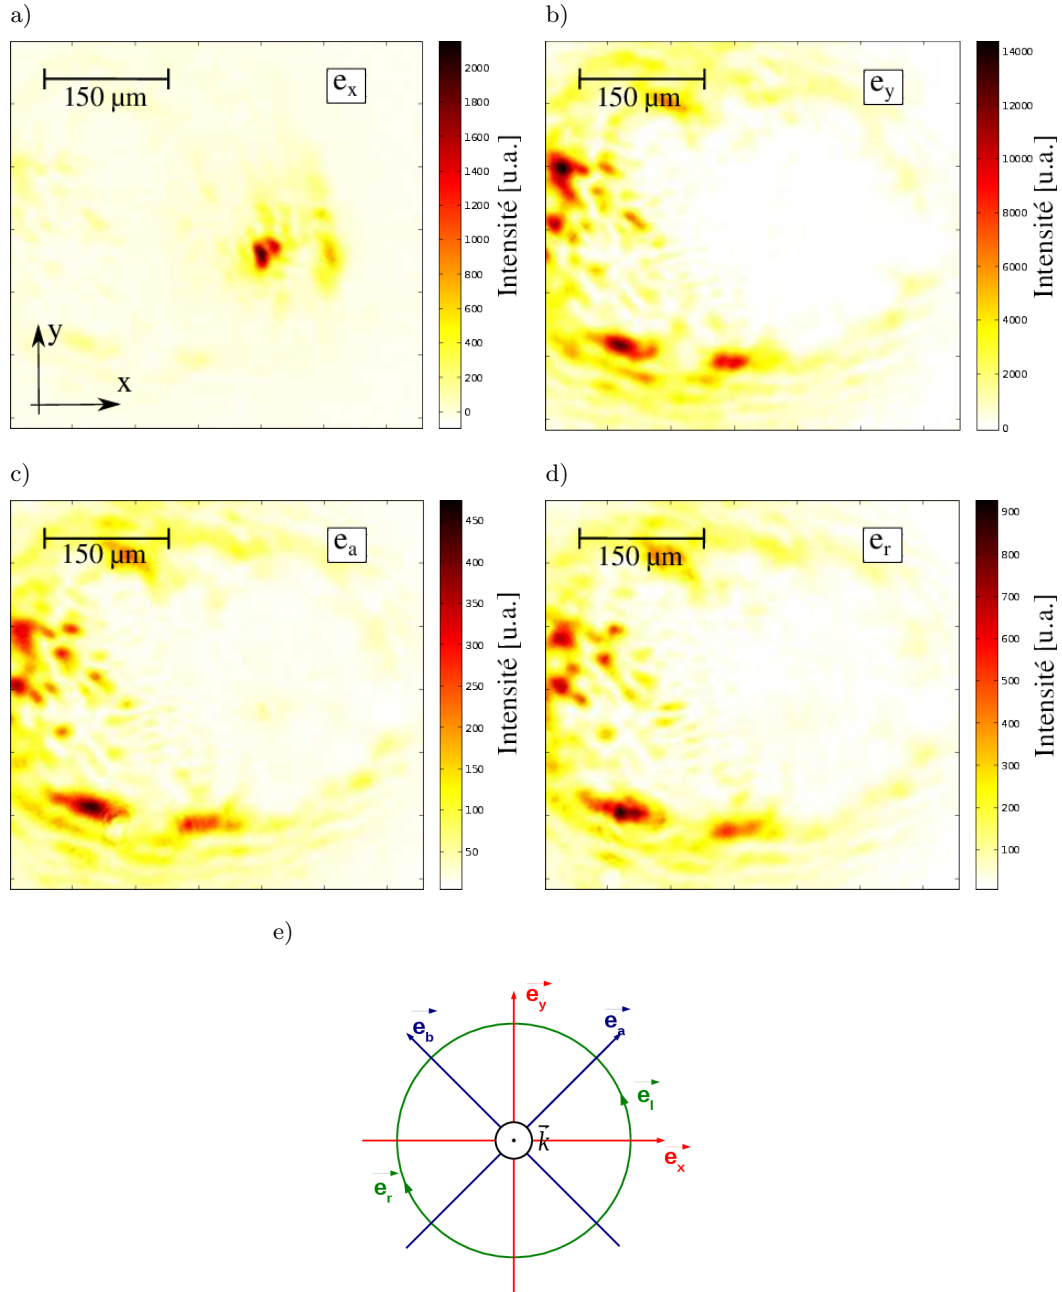 a)
150 μm
e_x
y
x
2000
1800
1600
1400
1200
1000
800
600
400
200
0
Intensité [u.a.]
b)
150 μm
e_y
14000
12000
10000
8000
6000
4000
2000
0
Intensité [u.a.]
c)
150 μm
e_a
450
400
350
300
250
200
150
100
50
Intensité [u.a.]
d)
150 μm
e_r
900
800
700
600
500
400
300
200
100
Intensité [u.a.]
e)
e_y
e_b
e_a
e_l
k
e_x
e_r